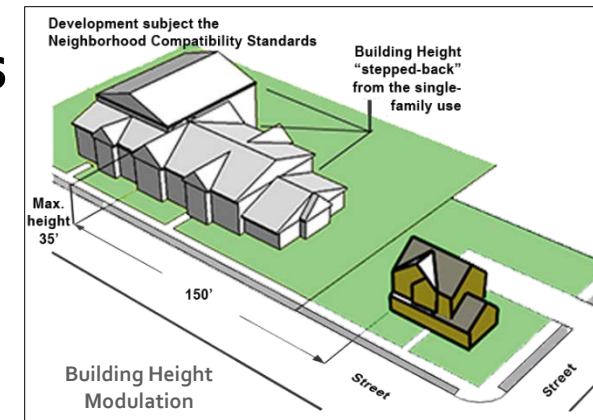 s
Development subject the
Neighborhood Compatibility Standards
Building Height
“stepped-back”
from the single-
family use
Max.
height
35’
150’
Building Height
Modulation
Street
Street